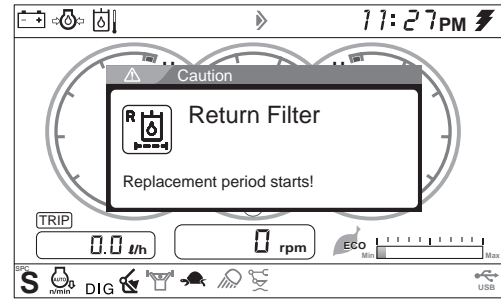 11:27PM
Caution
R
Return Filter
Replacement period starts!
TRIP
0.0 ℓ/h
0 rpm
ECO
Min
Max
SPC
S
AUTO
n/min
DIG
USB